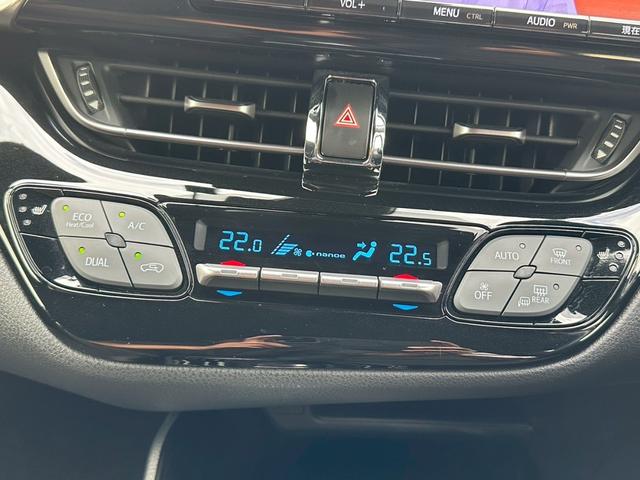 VOL+
MENU CTRL
AUDIO PWR
現在
ECO
Heat/Cool
A/C
DUAL
22.0
nanoe
22.5
AUTO
FRONT
OFF
REAR